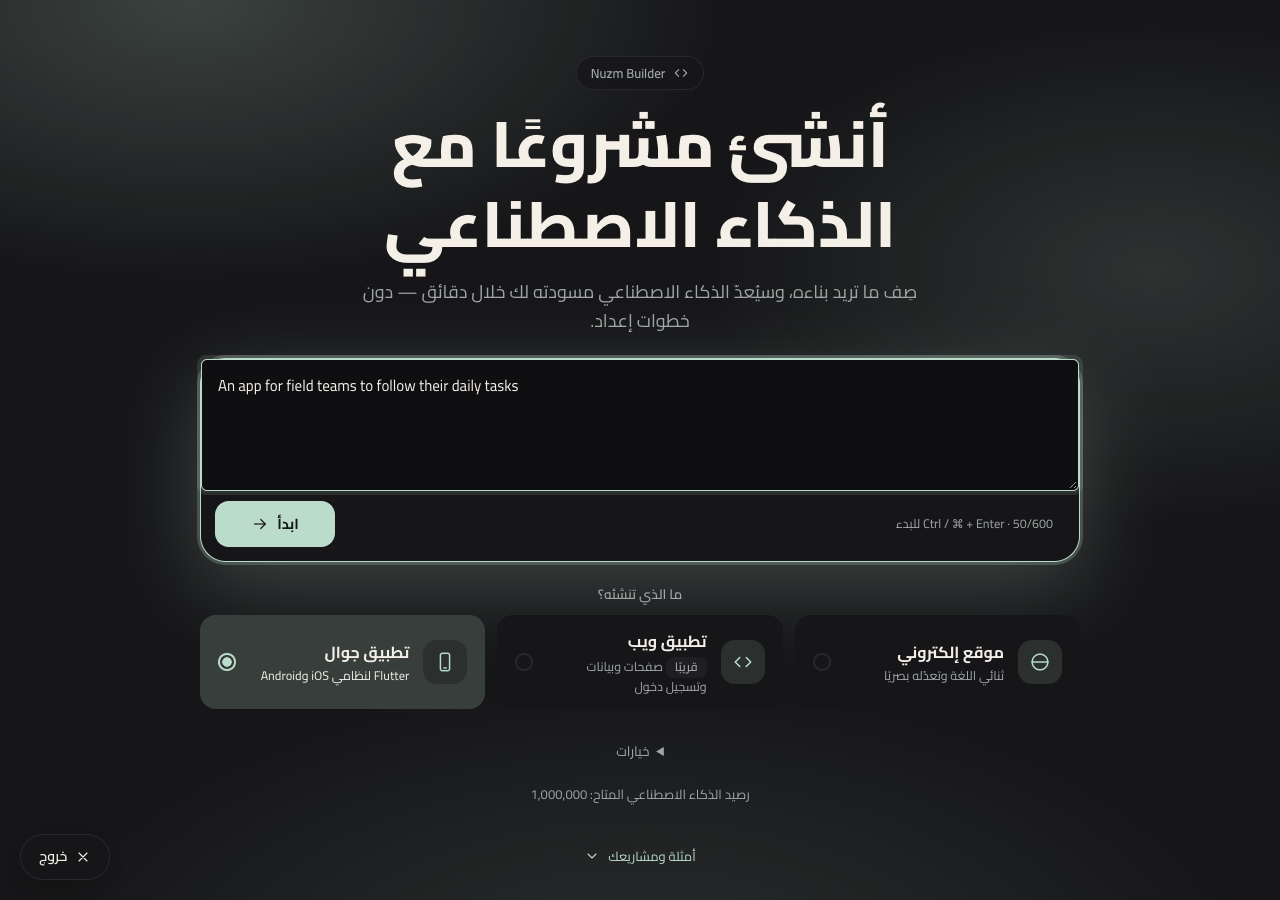 Nuzm Builder
أنشئ مشروعًا مع
الذكاء الاصطناعي
صِف ما تريد بناءه، وسيُعدّ الذكاء الاصطناعي مسودته لك خلال دقائق — دون
خطوات إعداد.
An app for field teams to follow their daily tasks
50/600 · Ctrl / ⌘ + Enter للبدء
ابدأ →
ما الذي تنشئه؟
موقع إلكتروني
ثنائي اللغة وتعدّله بصريًا
تطبيق ويب
قريبًا صفحات وبيانات
وتسجيل دخول
تطبيق جوال
Flutter لنظامي iOS وAndroid
خيارات
رصيد الذكاء الاصطناعي المتاح: 1,000,000
أمثلة ومشاريعك
خروج